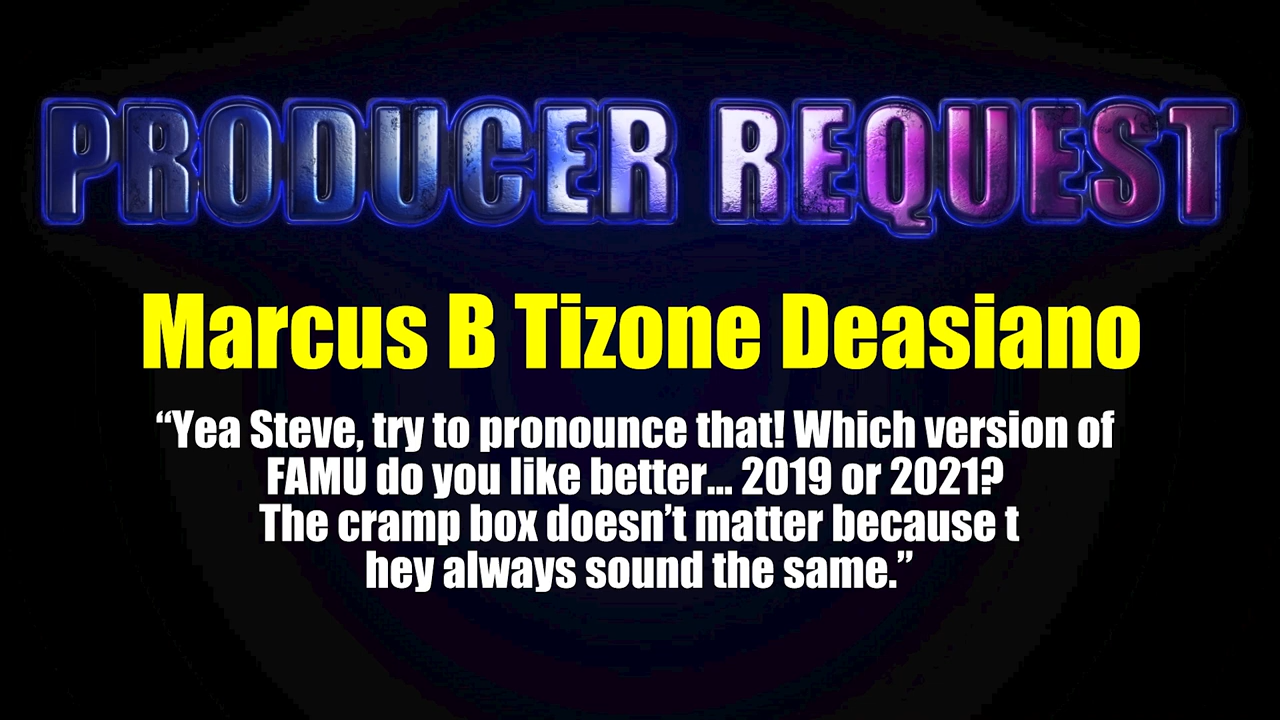 PRODUCER REQUEST
Marcus B Tizone Deasiano
“Yea Steve, try to pronounce that! Which version of
FAMU do you like better... 2019 or 2021?
The cramp box doesn’t matter because t
hey always sound the same.”